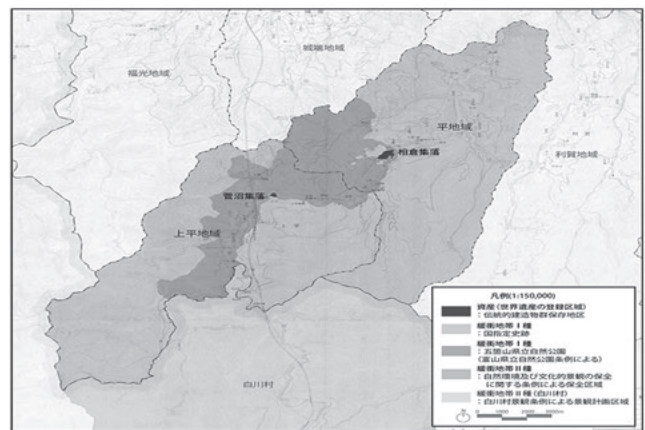 城端地域
福光地域
平地域
相倉集落
利賀地域
菅沼集落
上平地域
白川村
凡例(1:150,000)
資産(世界遺産の登録区域)
:伝統的建造物群保存地区
緩衝地帯Ⅰ種
:国指定史跡
緩衝地帯Ⅰ種
:五箇山県立自然公園
(富山県立自然公園条例による)
緩衝地帯Ⅱ種
:自然環境及び文化的景観の保全
に関する条例による保全区域
緩衝地帯Ⅱ種(白川村)
:白川村景観条例による景観計画区域